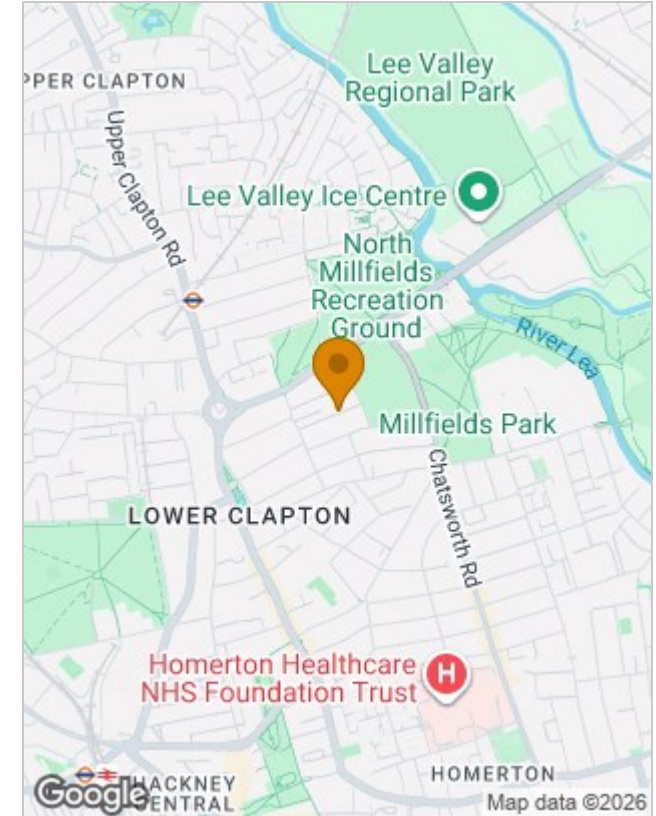 PPER CLAPTON
Lee Valley
Regional Park
Upper Clapton Rd
Lee Valley Ice Centre
North
Millfields
Recreation
Ground
River Lea
Millfields Park
LOWER CLAPTON
Chatsworth Rd
Homerton Healthcare
NHS Foundation Trust
H
HACKNEY
CENTRAL
HOMERTON
Google
Map data ©2026